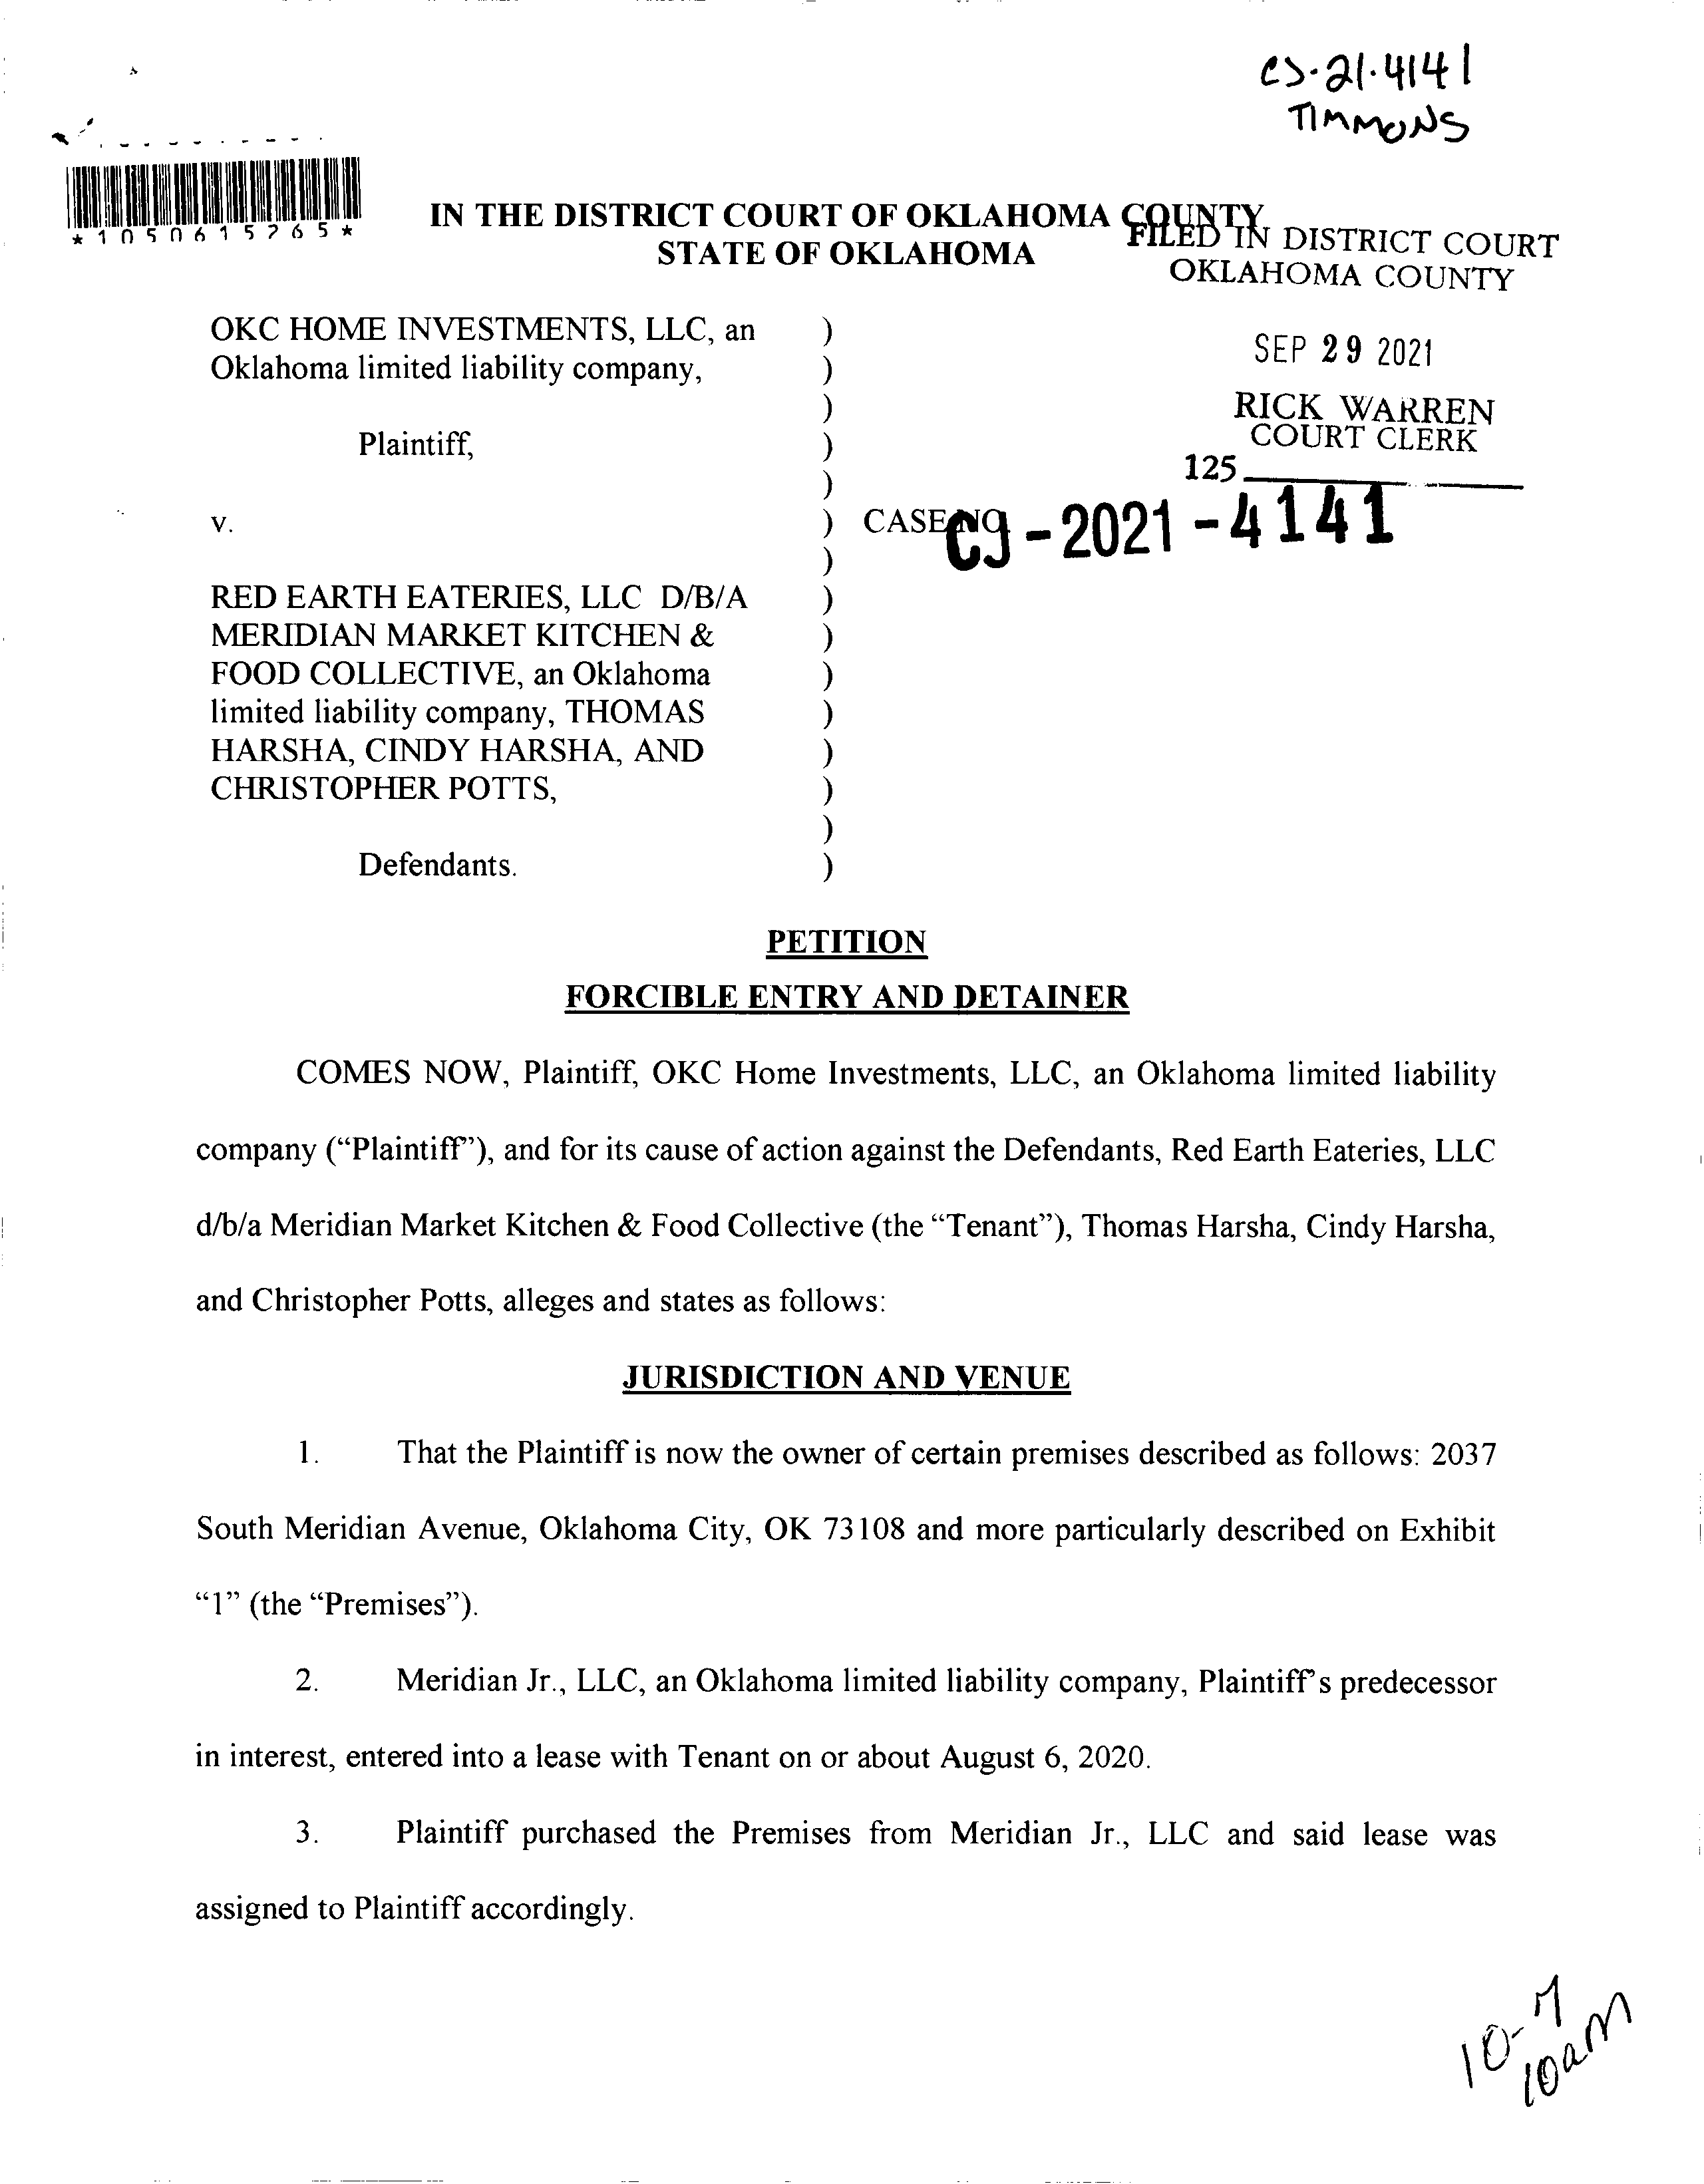 CJ-21-4141
TIMMONS
*1050615765*
IN THE DISTRICT COURT OF OKLAHOMA COUNTY
STATE OF OKLAHOMA
FILED IN DISTRICT COURT
OKLAHOMA COUNTY
SEP 29 2021
RICK WARREN
COURT CLERK
125
OKC HOME INVESTMENTS, LLC, an )
Oklahoma limited liability company, )
)
Plaintiff, )
)
v. ) CASE NO. CJ-2021-4141
)
RED EARTH EATERIES, LLC D/B/A )
MERIDIAN MARKET KITCHEN & )
FOOD COLLECTIVE, an Oklahoma )
limited liability company, THOMAS )
HARSHA, CINDY HARSHA, AND )
CHRISTOPHER POTTS, )
)
Defendants. )
PETITION
FORCIBLE ENTRY AND DETAINER
COMES NOW, Plaintiff, OKC Home Investments, LLC, an Oklahoma limited liability
company (“Plaintiff”), and for its cause of action against the Defendants, Red Earth Eateries, LLC
d/b/a Meridian Market Kitchen & Food Collective (the “Tenant”), Thomas Harsha, Cindy Harsha,
and Christopher Potts, alleges and states as follows:
JURISDICTION AND VENUE
1. That the Plaintiff is now the owner of certain premises described as follows: 2037
South Meridian Avenue, Oklahoma City, OK 73108 and more particularly described on Exhibit
“1” (the “Premises”).
2. Meridian Jr., LLC, an Oklahoma limited liability company, Plaintiff's predecessor
in interest, entered into a lease with Tenant on or about August 6, 2020.
3. Plaintiff purchased the Premises from Meridian Jr., LLC and said lease was
assigned to Plaintiff accordingly.
10-7
10am